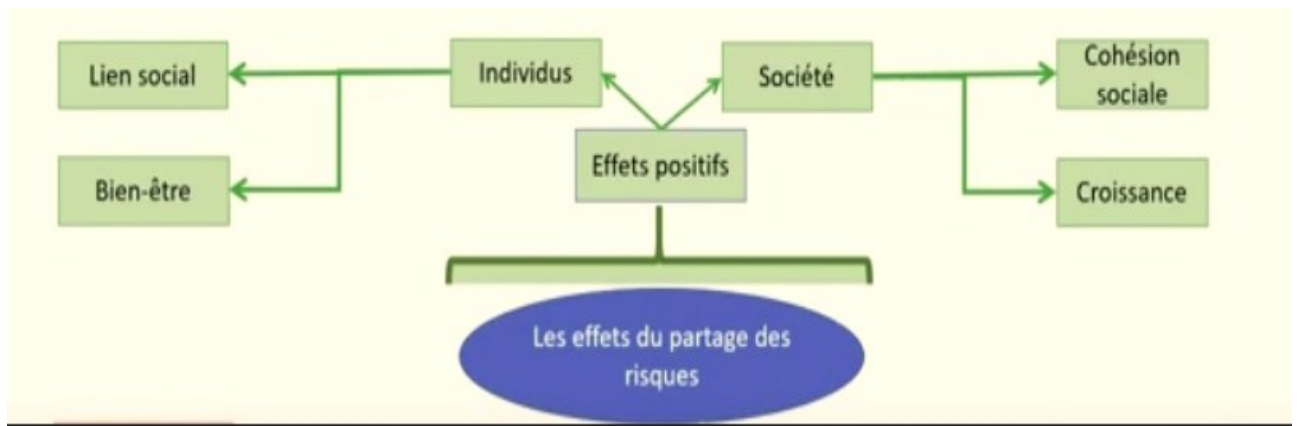 Lien social
Individus
Société
Cohésion
sociale
Effets positifs
Bien-être
Croissance
Les effets du partage des
risques